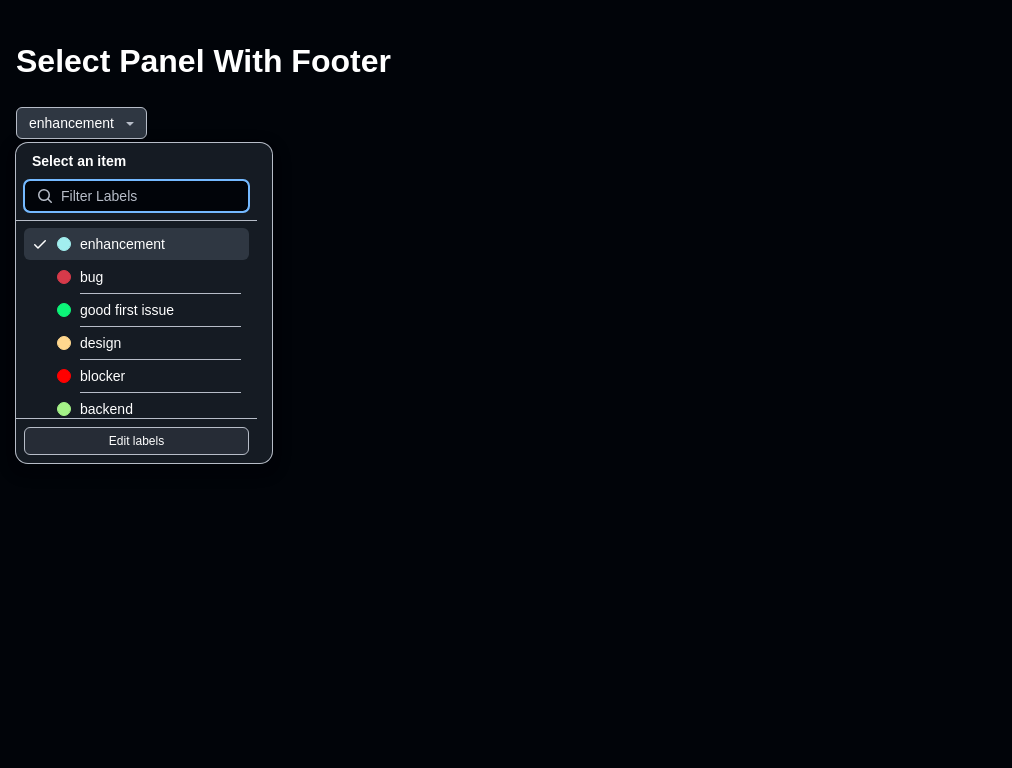 Select Panel With Footer
enhancement
Select an item
Filter Labels
enhancement
bug
good first issue
design
blocker
backend
Edit labels